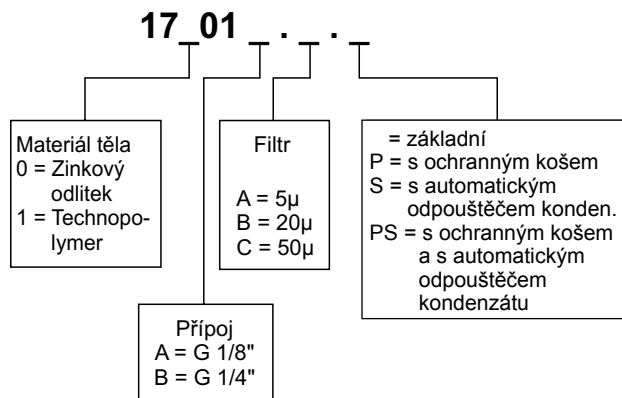 17_01 _ . _ . _
Materiál těla
0 = Zinkový
odlitek
1 = Technopo-
lymer
Přípoj
A = G 1/8"
B = G 1/4"
Filtr
A = 5µ
B = 20µ
C = 50µ
= základní
P = s ochranným košem
S = s automatickým
odpouštěčem konden.
PS = s ochranným košem
a s automatickým
odpouštěčem
kondenzátu